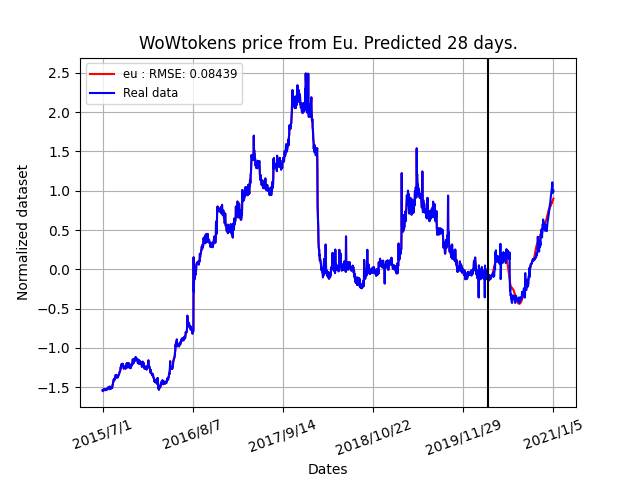 WoWtokens price from Eu. Predicted 28 days.
eu : RMSE: 0.08439
Real data
Normalized dataset
2.5
2.0
1.5
1.0
0.5
0.0
−0.5
−1.0
−1.5
2015/7/1 2016/8/7 2017/9/14 2018/10/22 2019/11/29 2021/1/5
Dates